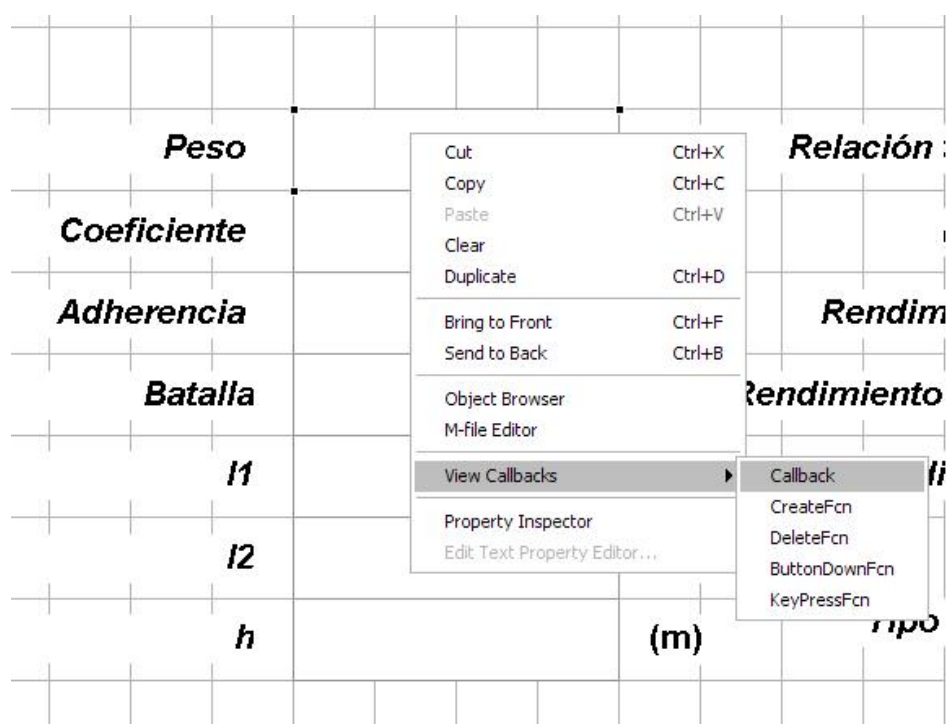 Peso
Relación :
Coeficiente
Adherencia
Rendim
Batalla
Rendimiento
l1
l2
h
(m)
Tipo
Cut Ctrl+X
Copy Ctrl+C
Paste Ctrl+V
Clear
Duplicate Ctrl+D
Bring to Front Ctrl+F
Send to Back Ctrl+B
Object Browser
M-file Editor
View Callbacks
Property Inspector
Edit Text Property Editor...
Callback
CreateFcn
DeleteFcn
ButtonDownFcn
KeyPressFcn